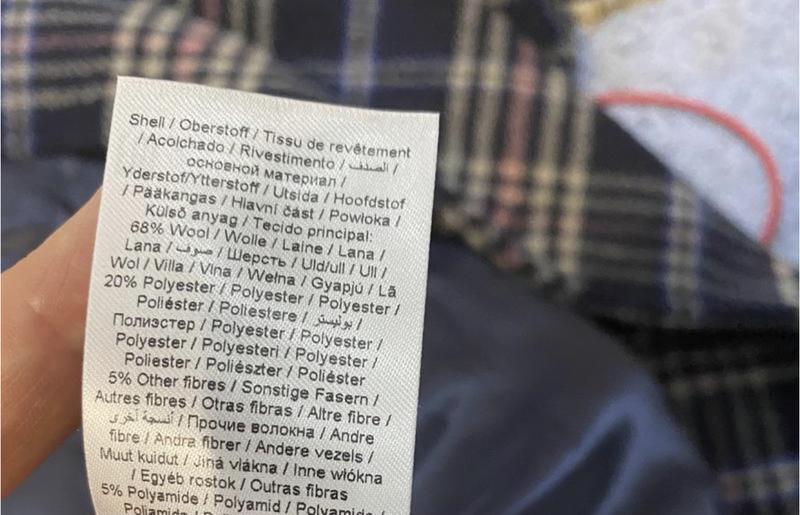 Shell / Oberstoff / Tissu de revêtement
/ Acolchado / Rivestimento / الصدف /
основной материал /
Yderstof/Ytterstoff / Utsida / Hoofdstof
/ Pääkangas / Hlavní část / Powłoka /
Külső anyag / Tecido principal:
68% Wool / Wolle / Laine / Lana /
Lana / صوف / Шерсть / Uld/ull / Ull /
Wol / Villa / Vlna / Wełna / Gyapjú / Lã
20% Polyester / Polyester / Polyester /
Poliéster / Poliestere / بوليستر /
Полиэстер / Polyester / Polyester /
Polyester / Polyesteri / Polyester /
Poliester / Poliészter / Poliéster
5% Other fibres / Sonstige Fasern /
Autres fibres / Otras fibras / Altre fibre /
أنسجة أخرى / Прочие волокна / Andre
fibre / Andra fibrer / Andere vezels /
Muut kuidut / Jiná vlákna / Inne włókna
/ Egyéb rostok / Outras fibras
5% Polyamide / Polyamid / Polyamide /